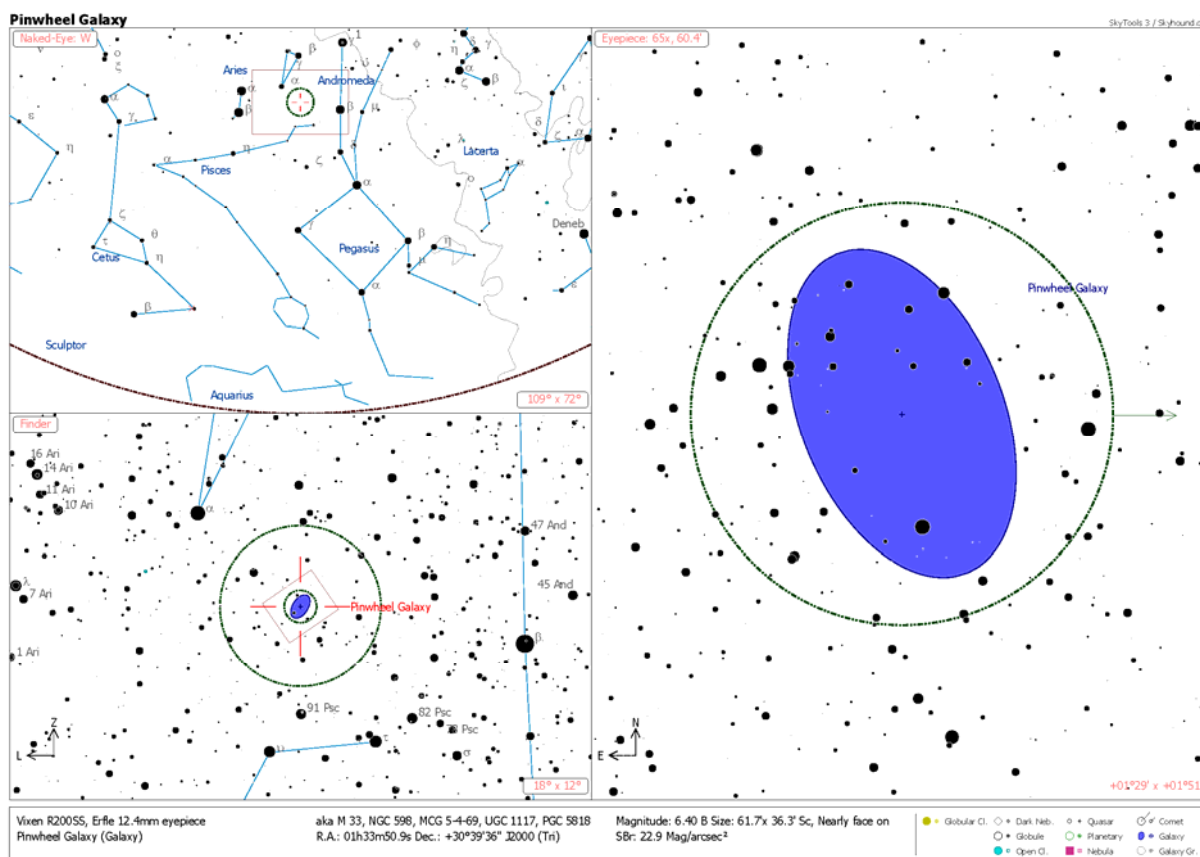 Pinwheel Galaxy
SkyTools 3 / Skyhound.c
Naked-Eye: W
Aries
Andromeda
Lacerta
Pisces
Deneb
Cetus
Pegasus
Sculptor
Aquarius
109° x 72°
Eyepiece: 65x, 60.4'
Pinwheel Galaxy
N
E
+01°29' x +01°51
Finder
16 Ari
14 Ari
11 Ari
10 Ari
α
47 And
λ
7 Ari
45 And
Pinwheel Galaxy
β
1 Ari
91 Psc
82 Psc
Psc
Z
L
υ
τ
σ
18° x 12°
Vixen R200SS, Erfle 12.4mm eyepiece
Pinwheel Galaxy (Galaxy)
aka M 33, NGC 598, MCG 5-4-69, UGC 1117, PGC 5818
R.A.: 01h33m50.9s Dec.: +30°39'36" J2000 (Tri)
Magnitude: 6.40 B Size: 61.7'x 36.3' Sc, Nearly face on
SBr: 22.9 Mag/arcsec²
Globular Cl.
Dark Neb.
Quasar
Comet
Globule
Planetary
Galaxy
Open Cl.
Nebula
Galaxy Gr.